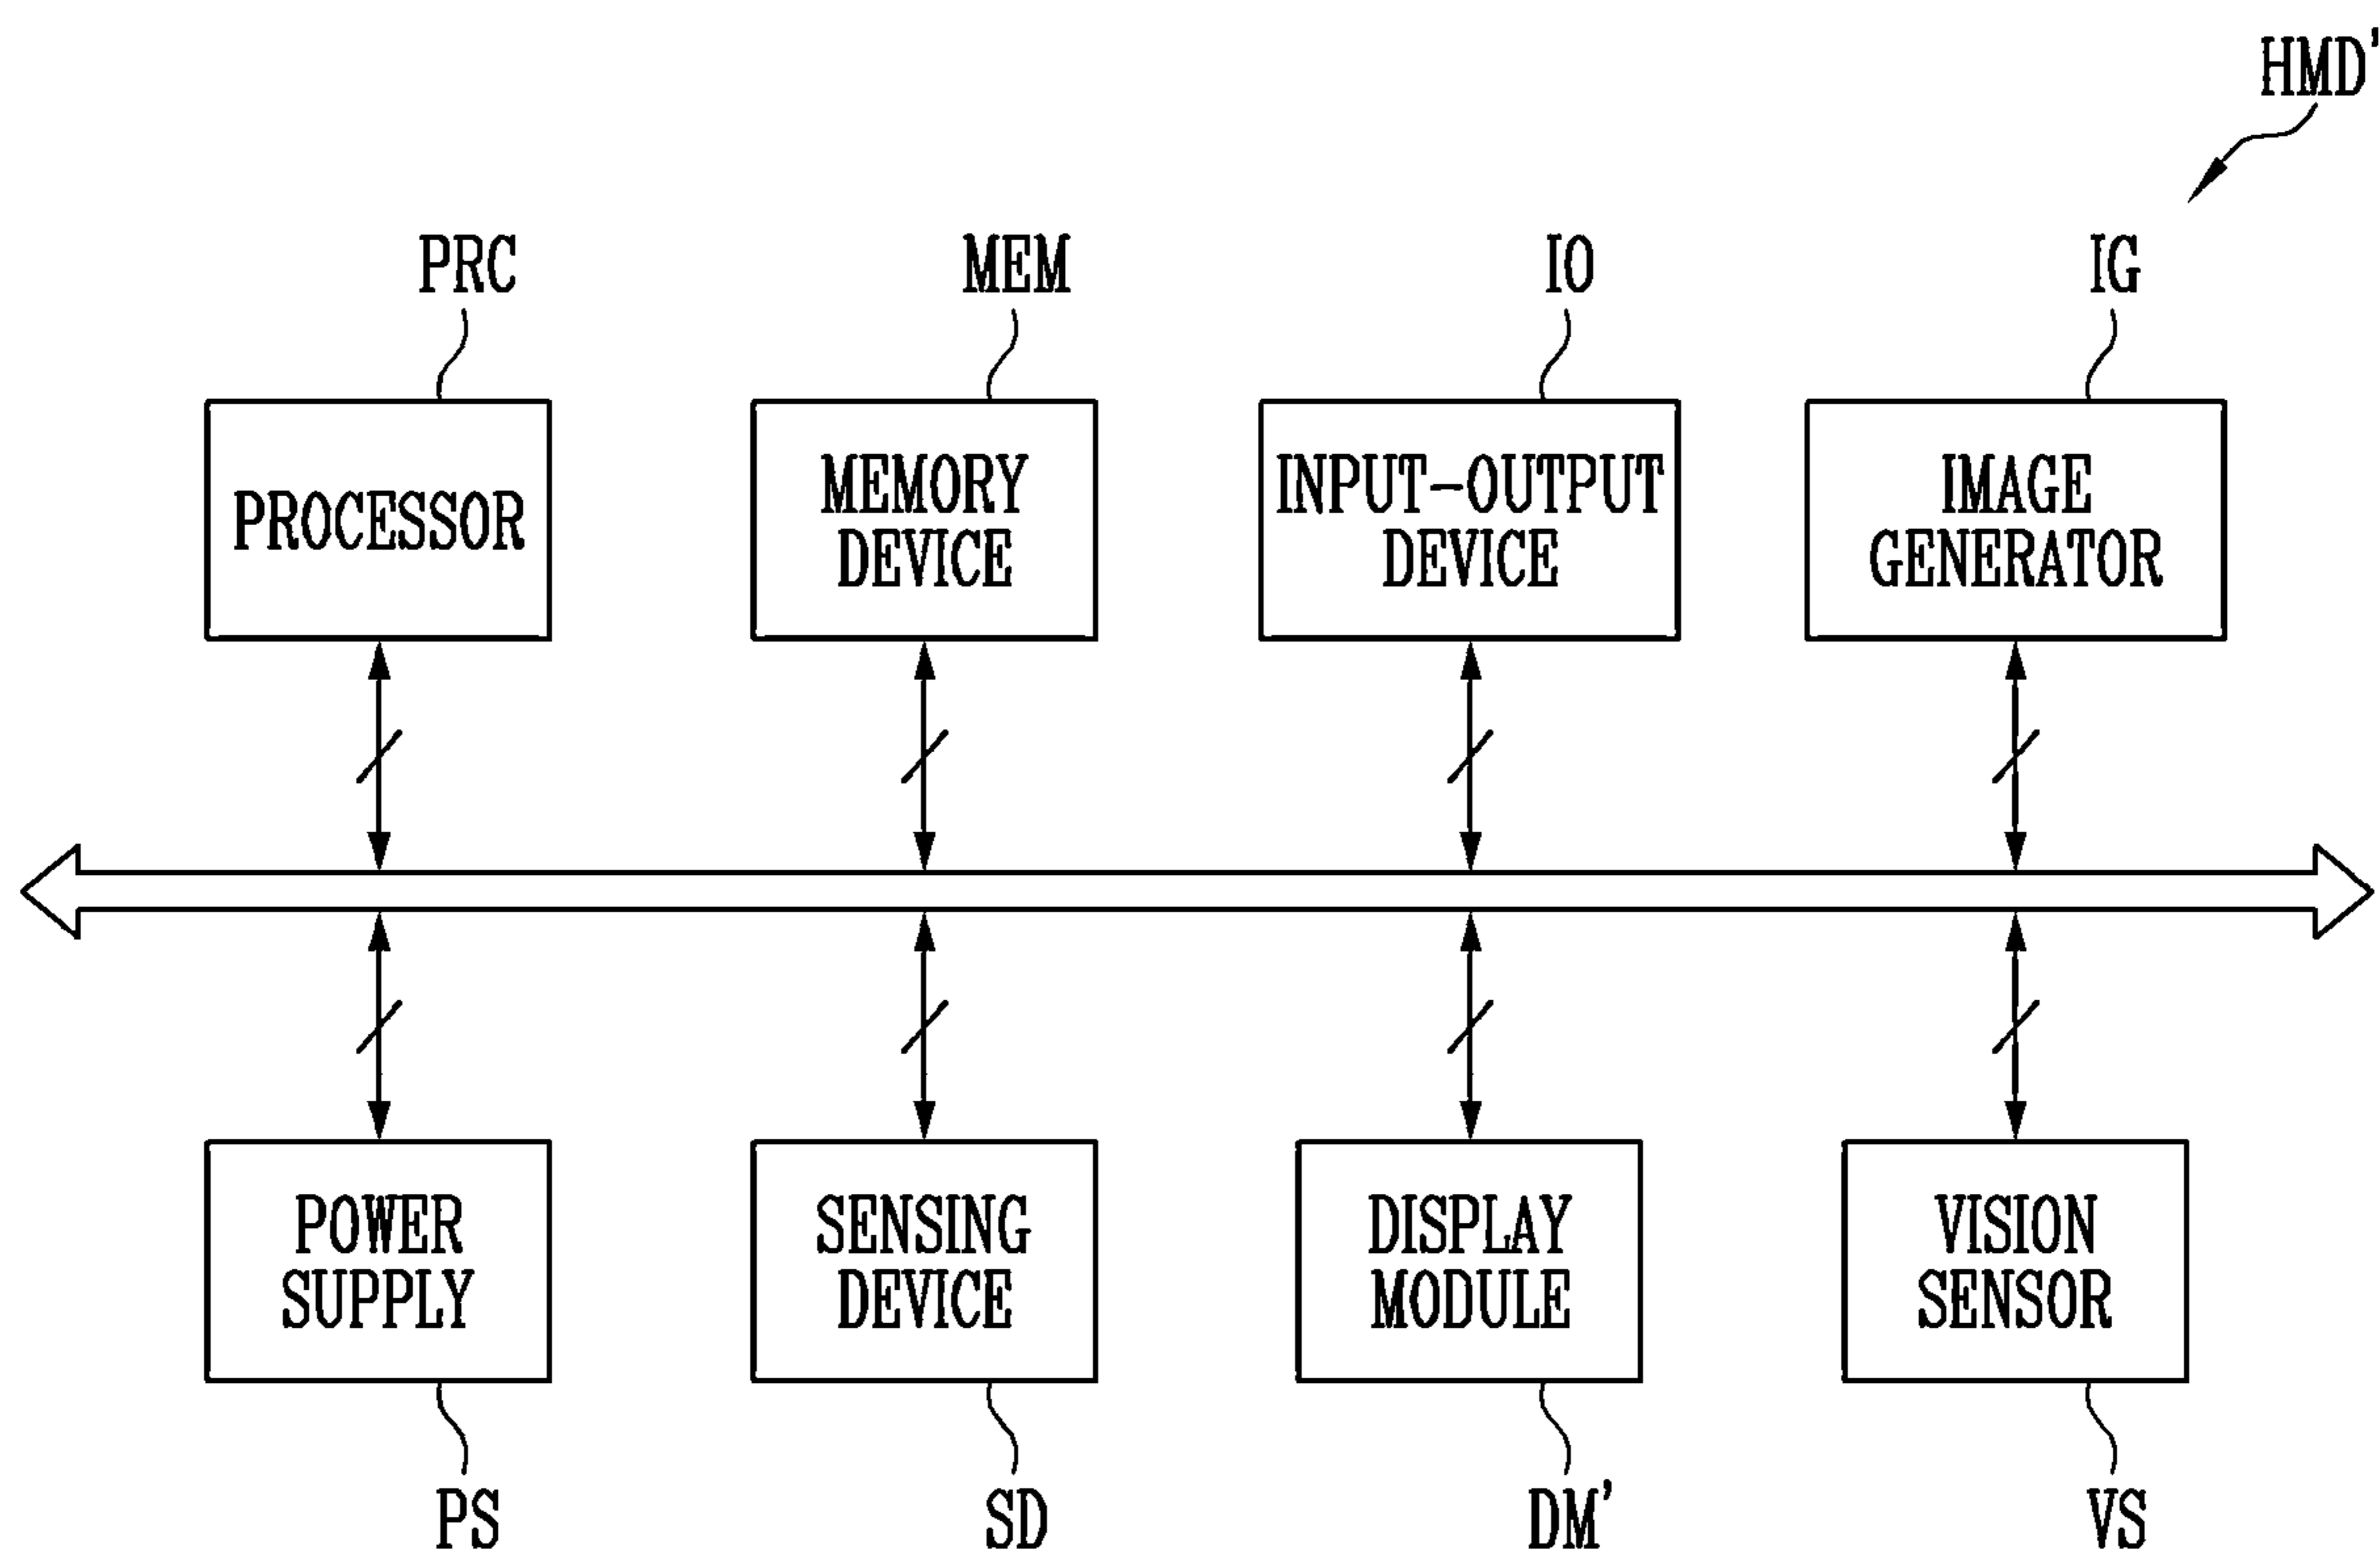 HMD'
PRC
MEM
IO
IG
PROCESSOR
MEMORY
DEVICE
INPUT-OUTPUT
DEVICE
IMAGE
GENERATOR
POWER
SUPPLY
SENSING
DEVICE
DISPLAY
MODULE
VISION
SENSOR
PS
SD
DM'
VS